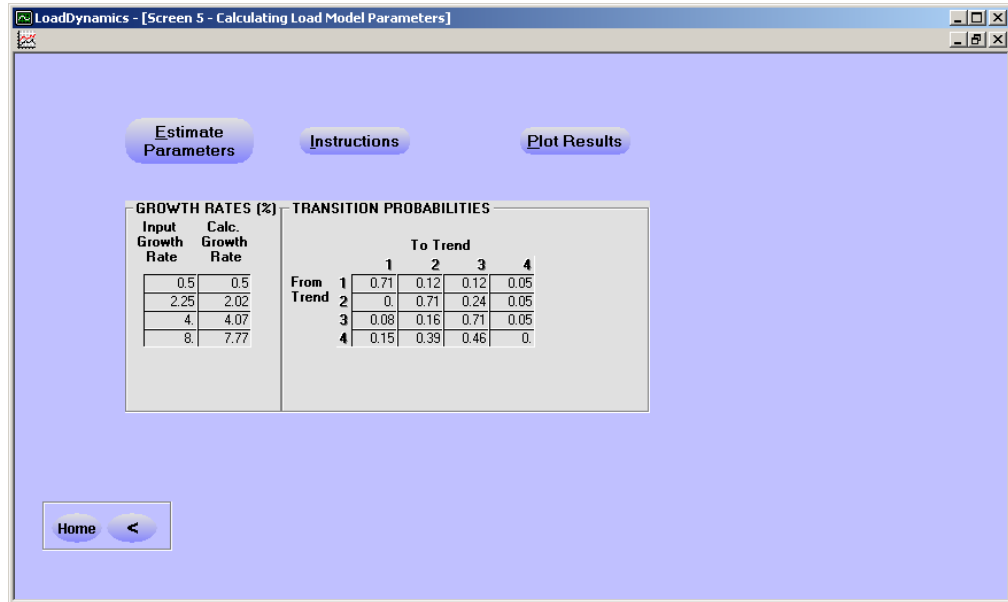 LoadDynamics - [Screen 5 - Calculating Load Model Parameters]
Estimate
Parameters
Instructions
Plot Results
GROWTH RATES (%)
Input Calc.
Growth Growth
Rate Rate
0.5 0.5
2.25 2.02
4. 4.07
8. 7.77
TRANSITION PROBABILITIES
To Trend
1 2 3 4
From 1 0.71 0.12 0.12 0.05
Trend 2 0. 0.71 0.24 0.05
3 0.08 0.16 0.71 0.05
4 0.15 0.39 0.46 0.
Home <